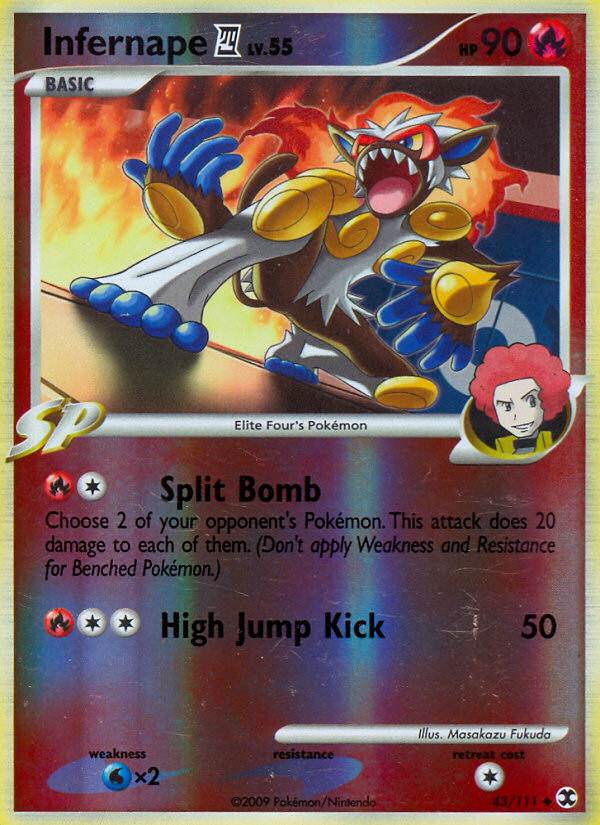 Infernape 4 LV.55 HP 90
BASIC
SP
Elite Four's Pokémon
Split Bomb
Choose 2 of your opponent's Pokémon. This attack does 20
damage to each of them. (Don't apply Weakness and Resistance
for Benched Pokémon.)
High Jump Kick 50
Illus. Masakazu Fukuda
weakness resistance retreat cost
×2
©2009 Pokémon/Nintendo 43/111